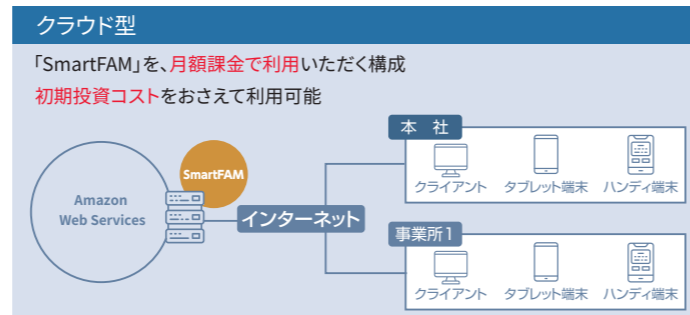 クラウド型
「SmartFAM」を、月額課金で利用いただく構成
初期投資コストをおさえて利用可能
SmartFAM
Amazon
Web Services
インターネット
本 社
クライアント タブレット端末 ハンディ端末
事業所1
クライアント タブレット端末 ハンディ端末